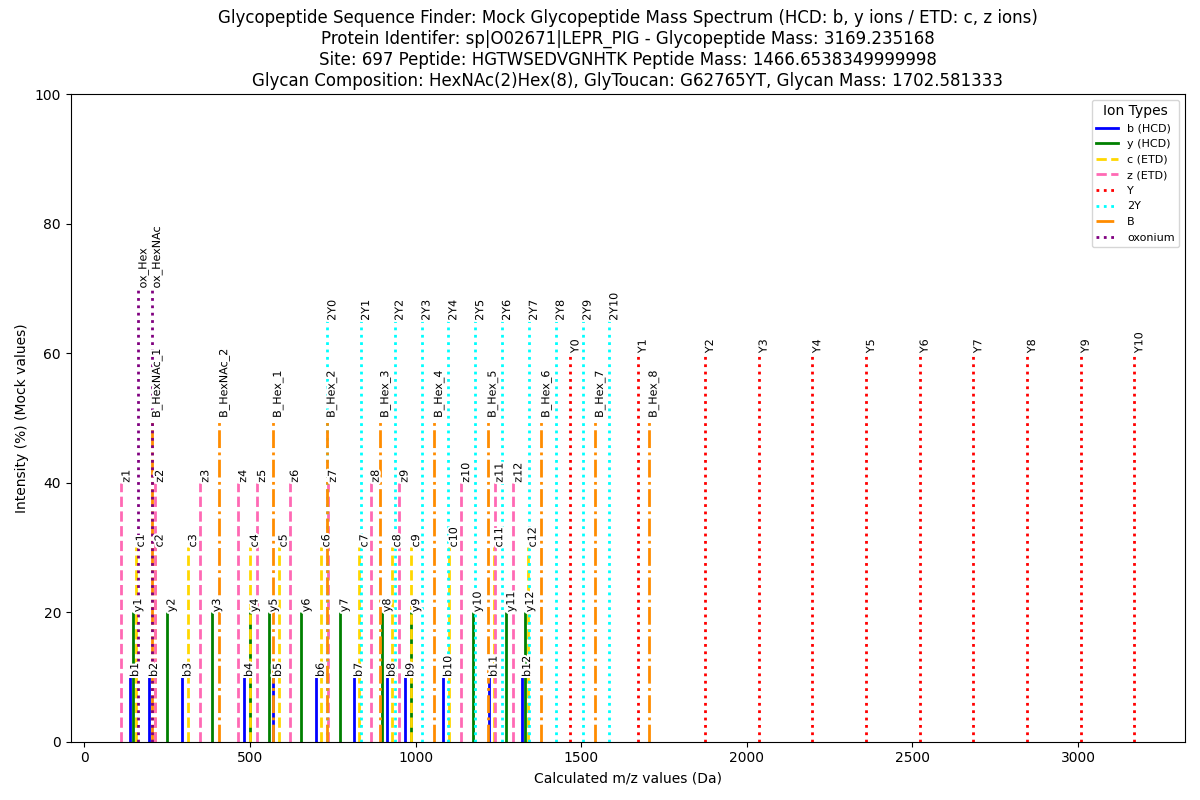 Glycopeptide Sequence Finder: Mock Glycopeptide Mass Spectrum (HCD: b, y ions / ETD: c, z ions)
Protein Identifer: sp|O02671|LEPR_PIG - Glycopeptide Mass: 3169.235168
Site: 697 Peptide: HGTWSEDVGNHTK Peptide Mass: 1466.6538349999998
Glycan Composition: HexNAc(2)Hex(8), GlyToucan: G62765YT, Glycan Mass: 1702.581333
Intensity (%) (Mock values)
100
80
60
40
20
0
Ion Types
b (HCD)
y (HCD)
c (ETD)
z (ETD)
Y
2Y
B
oxonium
ox_Hex
ox_HexNAc
2Y0
2Y1
2Y2
2Y3
2Y4
2Y5
2Y6
2Y7
2Y8
2Y9
2Y10
Y0
Y1
Y2
Y3
Y4
Y5
Y6
Y7
Y8
Y9
Y10
B_HexNAc_1
B_HexNAc_2
B_Hex_1
B_Hex_2
B_Hex_3
B_Hex_4
B_Hex_5
B_Hex_6
B_Hex_7
B_Hex_8
z1
z2
z3
z4
z5
z6
z7
z8
z9
z10
z11
z12
c1
c2
c3
c4
c5
c6
c7
c8
c9
c10
c11
c12
y1
y2
y3
y4
y5
y6
y7
y8
y9
y10
y11
y12
b1
b2
b3
b4
b5
b6
b7
b8
b9
b10
b11
b12
0
500
1000
1500
2000
2500
3000
Calculated m/z values (Da)